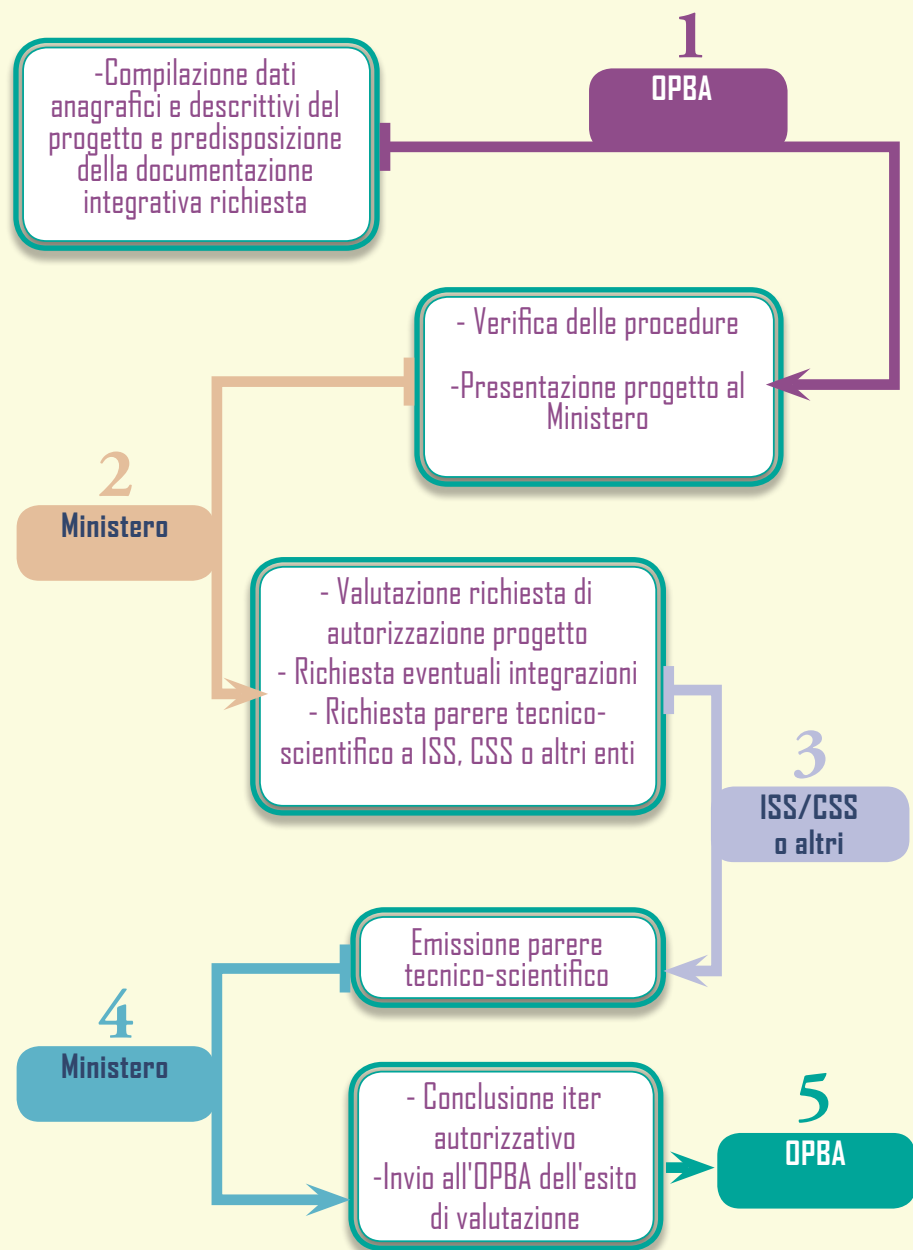 1
OPBA
-Compilazione dati
anagrafici e descrittivi del
progetto e predisposizione
della documentazione
integrativa richiesta
- Verifica delle procedure
-Presentazione progetto al
Ministero
2
Ministero
- Valutazione richiesta di
autorizzazione progetto
- Richiesta eventuali integrazioni
- Richiesta parere tecnico-
scientifico a ISS, CSS o altri enti
3
ISS/CSS
o altri
Emissione parere
tecnico-scientifico
4
Ministero
- Conclusione iter
autorizzativo
-Invio all'OPBA dell'esito
di valutazione
5
OPBA